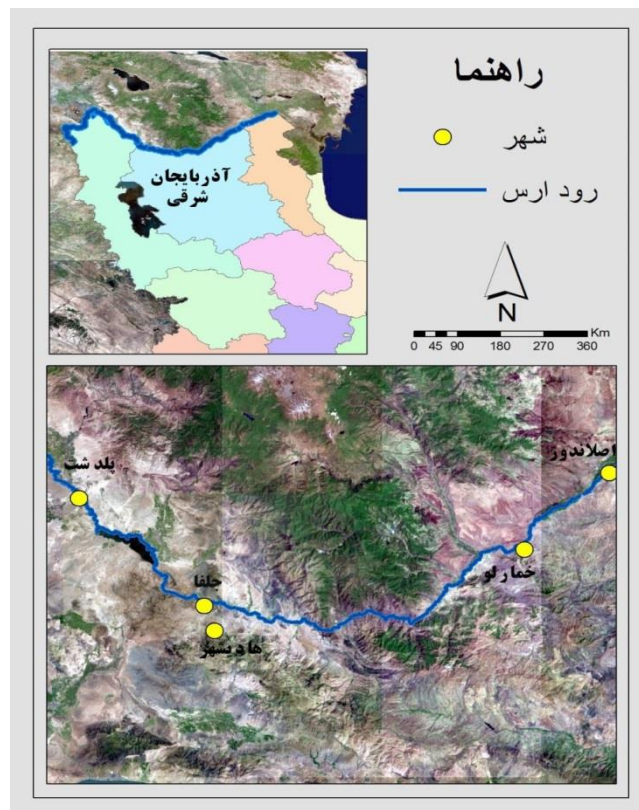 راهنما
شهر
رود ارس
آذربایجان
شرقی
N
Km
0 45 90 180 270 360
اصلاندوز
پلدشت
خمارلو
جلفا
هادیشهر